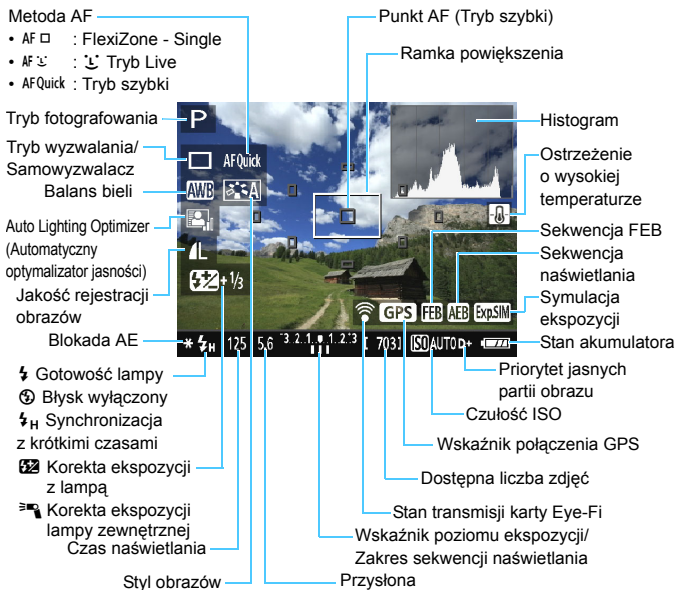 Metoda AF
• AF □ : FlexiZone - Single
• AF : Tryb Live
• AFQuick : Tryb szybki
Tryb fotografowania
Tryb wyzwalania/
Samowyzwalacz
Balans bieli
Auto Lighting Optimizer
(Automatyczny
optymalizator jasności)
Jakość rejestracji
obrazów
Blokada AE
Gotowość lampy
Błysk wyłączony
H Synchronizacja
z krótkimi czasami
Korekta ekspozycji
z lampą
Korekta ekspozycji
lampy zewnętrznej
Czas naświetlania
Styl obrazów
Przysłona
Punkt AF (Tryb szybki)
Ramka powiększenia
Histogram
Ostrzeżenie
o wysokiej
temperaturze
Sekwencja FEB
Sekwencja
naświetlania
Symulacja
ekspozycji
Stan akumulatora
Priorytet jasnych
partii obrazu
Czułość ISO
Wskaźnik połączenia GPS
Dostępna liczba zdjęć
Stan transmisji karty Eye-Fi
Wskaźnik poziomu ekspozycji/
Zakres sekwencji naświetlania
P
AFQuick
AWB A
L
+1/3
GPS FEB AEB Exp.SIM
* H 125 5.6 -3..2..1..1..2.:3 ISO AUTO D+